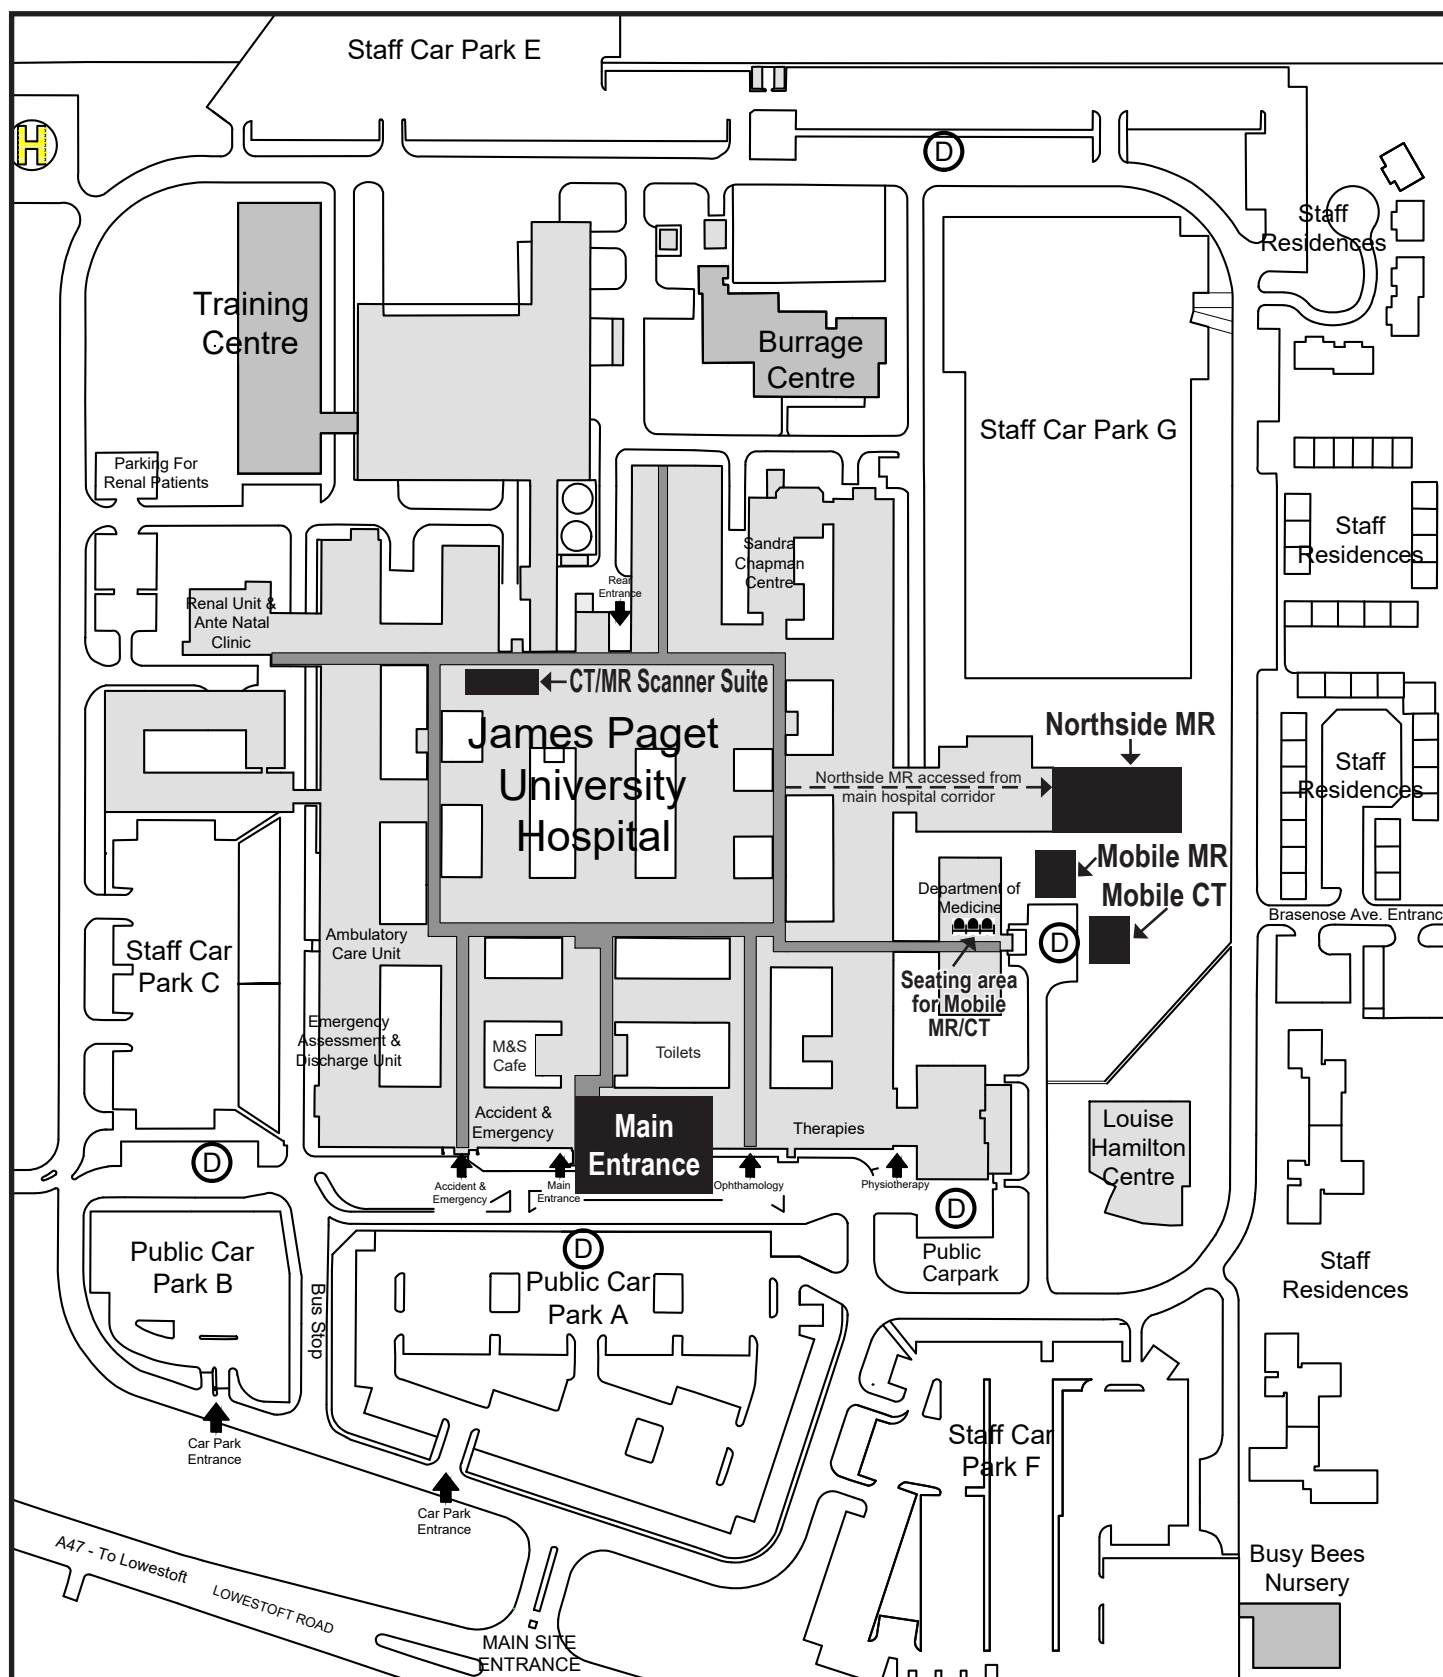 Staff Car Park E
H
D
Staff
Residences
Training
Centre
Burrage
Centre
Staff Car Park G
Parking For
Renal Patients
Staff
Residences
Sandra
Chapman
Centre
Rear
Entrance
Renal Unit &
Ante Natal
Clinic
CT/MR Scanner Suite
James Paget
University
Hospital
Northside MR
Northside MR accessed from
main hospital corridor
Staff
Residences
Mobile MR
Mobile CT
Department of
Medicine
Brasenose Ave. Entranc
D
Ambulatory
Care Unit
Staff Car
Park C
Seating area
for Mobile
MR/CT
Emergency
Assessment &
Discharge Unit
M&S
Cafe
Toilets
Accident &
Emergency
Main
Entrance
Therapies
Louise
Hamilton
Centre
D
Accident &
Emergency
Main
Entrance
Ophthamology
Physiotherapy
D
Public Car
Park B
D
Public Car
Park A
Public
Carpark
Staff
Residences
Bus Stop
Car Park
Entrance
Staff Car
Park F
Car Park
Entrance
A47 - To Lowestoft
LOWESTOFT ROAD
Busy Bees
Nursery
MAIN SITE
ENTRANCE